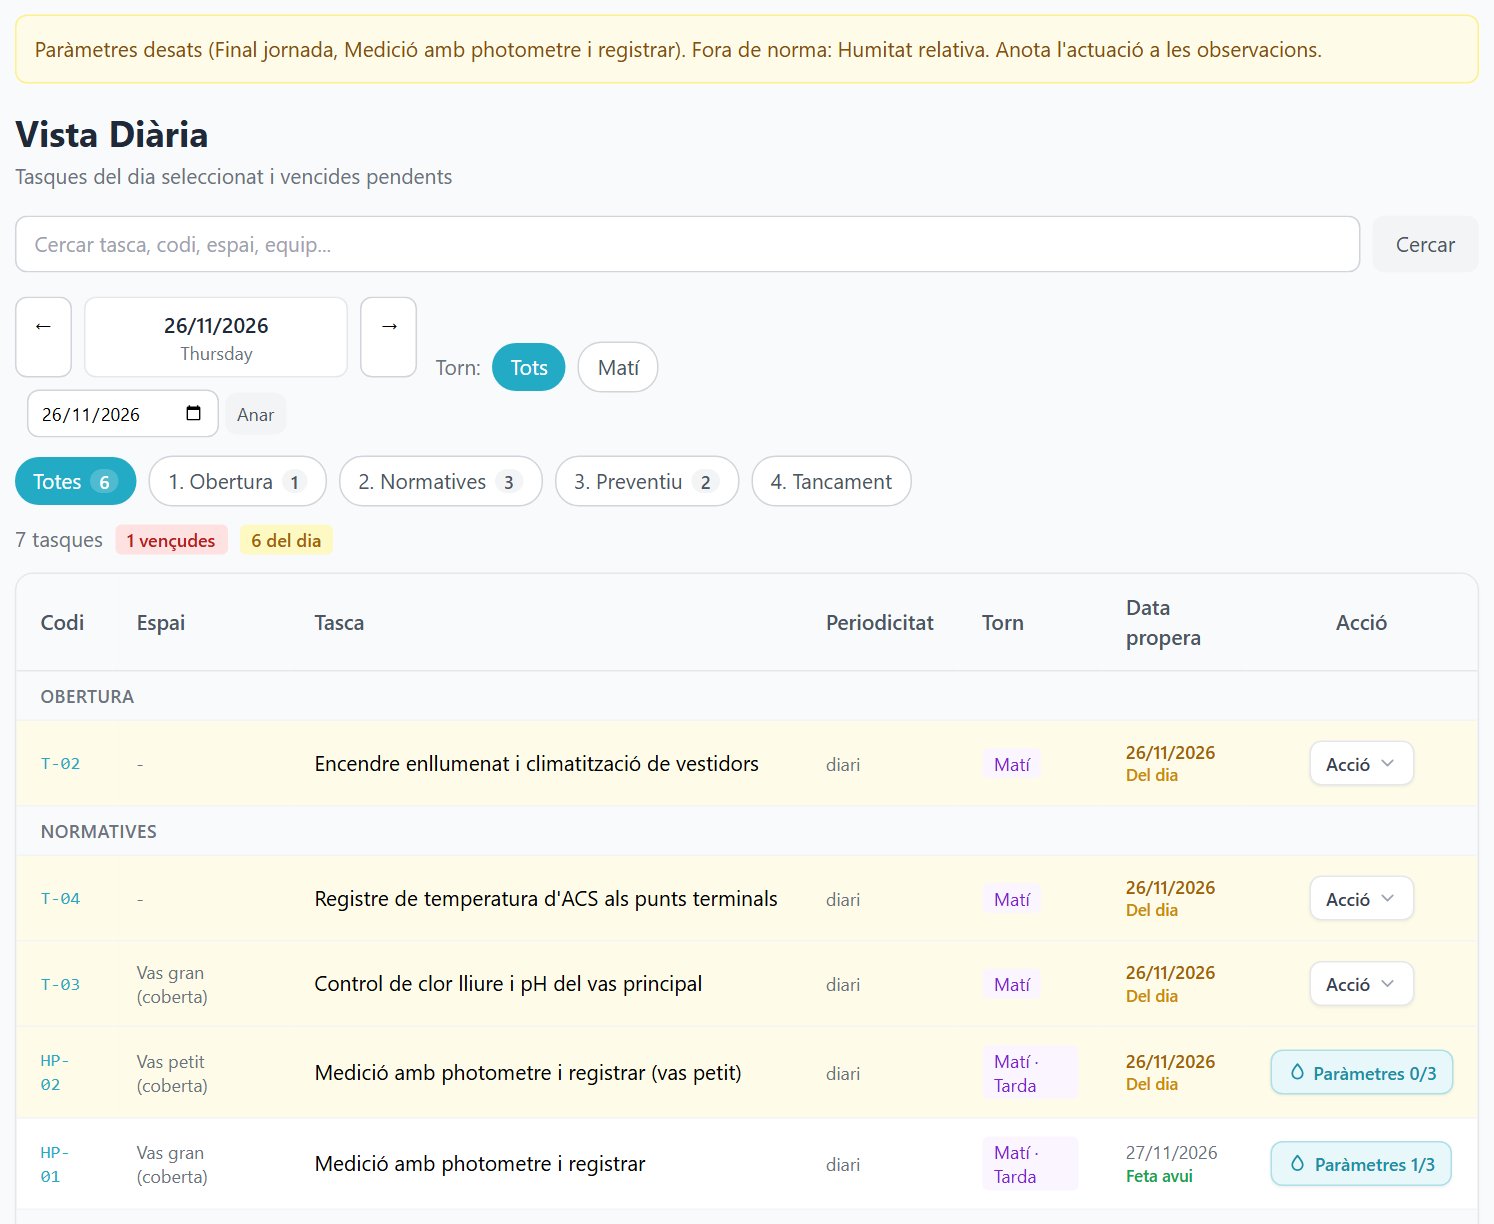 Paràmetres desats (Final jornada, Medició amb photometre i registrar). Fora de norma: Humitat relativa. Anota l'actuació a les observacions.
Vista Diària
Tasques del dia seleccionat i vencides pendents
Cercar tasca, codi, espai, equip...
Cercar
←
26/11/2026
Thursday
→
Torn:
Tots
Matí
26/11/2026
Anar
Totes 6
1. Obertura 1
2. Normatives 3
3. Preventiu 2
4. Tancament
7 tasques
1 vençudes
6 del dia
Codi
Espai
Tasca
Periodicitat
Torn
Data
propera
Acció
OBERTURA
T-02
-
Encendre enllumenat i climatització de vestidors
diari
Matí
26/11/2026
Del dia
Acció
NORMATIVES
T-04
-
Registre de temperatura d'ACS als punts terminals
diari
Matí
26/11/2026
Del dia
Acció
T-03
Vas gran
(coberta)
Control de clor lliure i pH del vas principal
diari
Matí
26/11/2026
Del dia
Acció
HP-
02
Vas petit
(coberta)
Medició amb photometre i registrar (vas petit)
diari
Matí ·
Tarda
26/11/2026
Del dia
Paràmetres 0/3
HP-
01
Vas gran
(coberta)
Medició amb photometre i registrar
diari
Matí ·
Tarda
27/11/2026
Feta avui
Paràmetres 1/3